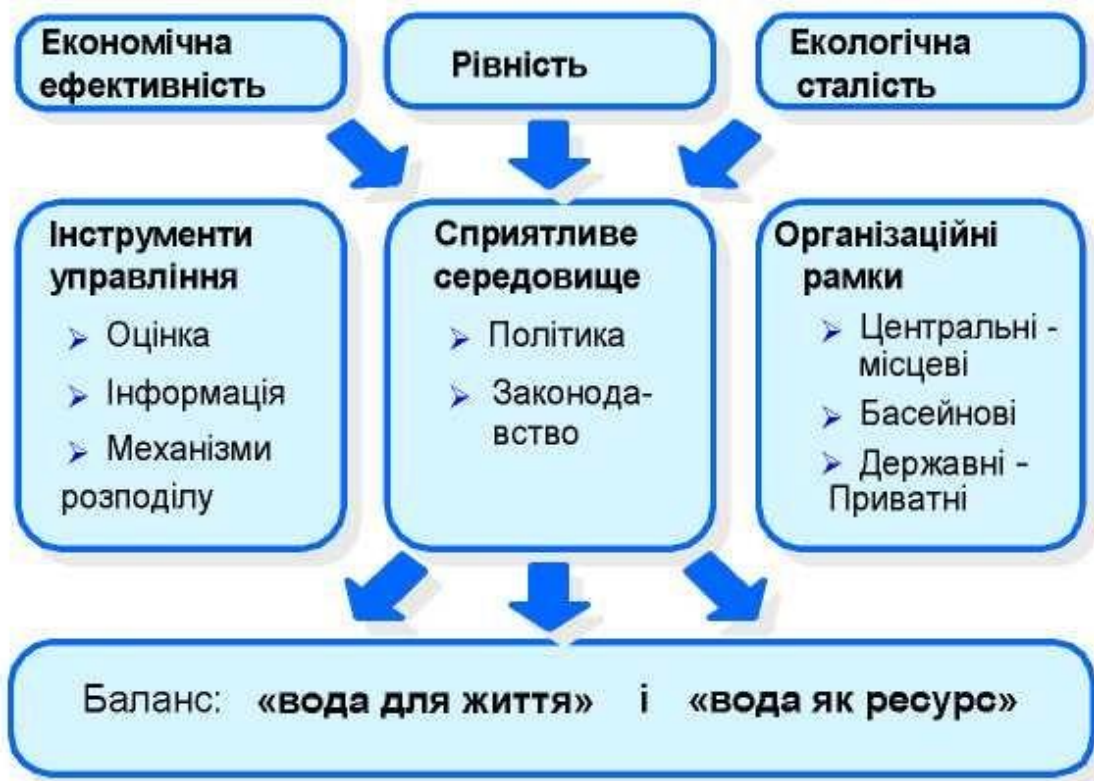 Економічна
ефективність
Рівність
Екологічна
сталість
Інструменти
управління
➢ Оцінка
➢ Інформація
➢ Механізми
розподілу
Сприятливе
середовище
➢ Політика
➢ Законода-
вство
Організаційні
рамки
➢ Центральні -
місцеві
➢ Басейнові
➢ Державні -
Приватні
Баланс: «вода для життя» і «вода як ресурс»